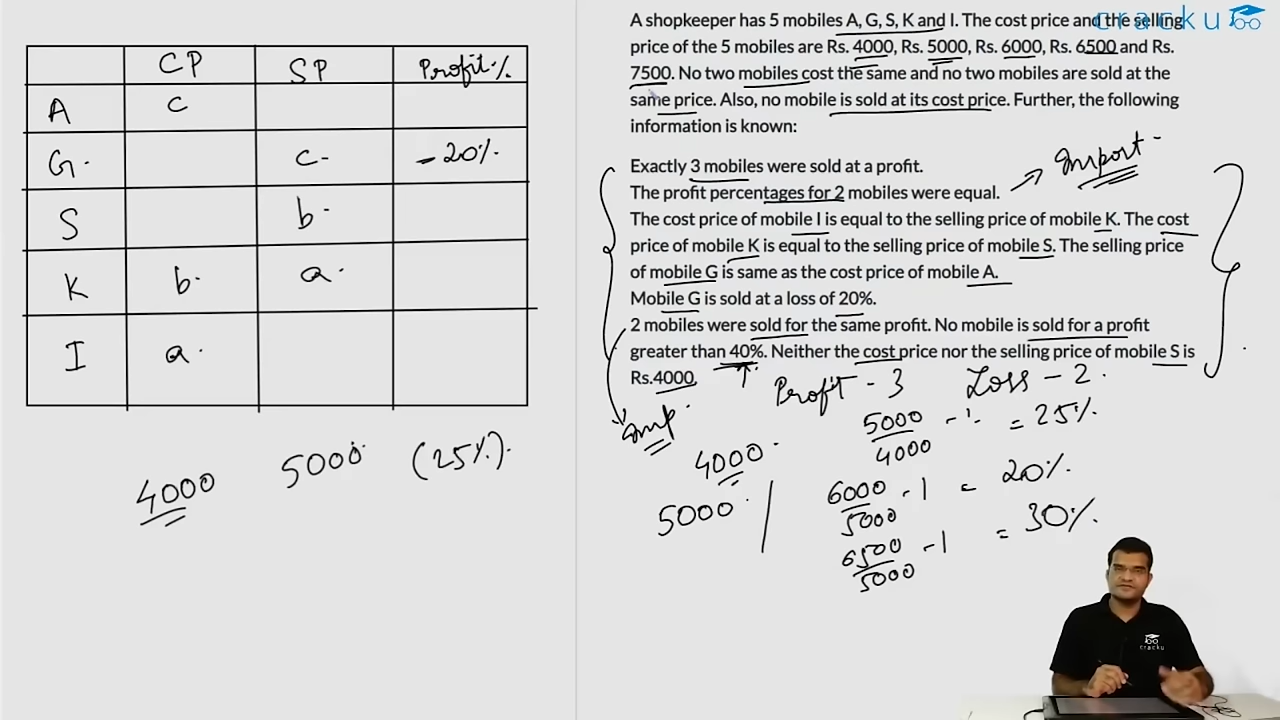 cracku
A shopkeeper has 5 mobiles A, G, S, K and I. The cost price and the selling
price of the 5 mobiles are Rs. 4000, Rs. 5000, Rs. 6000, Rs. 6500 and Rs.
7500. No two mobiles cost the same and no two mobiles are sold at the
same price. Also, no mobile is sold at its cost price. Further, the following
information is known:
Exactly 3 mobiles were sold at a profit.
The profit percentages for 2 mobiles were equal.
The cost price of mobile I is equal to the selling price of mobile K. The cost
price of mobile K is equal to the selling price of mobile S. The selling price
of mobile G is same as the cost price of mobile A.
Mobile G is sold at a loss of 20%.
2 mobiles were sold for the same profit. No mobile is sold for a profit
greater than 40%. Neither the cost price nor the selling price of mobile S is
Rs.4000.
CP SP Profit%
A c
G. c- -20%.
S b.
K b. a.
I a.
4000 5000 (25%).
Import-
Imp.
Profit - 3 Loss - 2.
4000. 5000/4000 -1 = 25%.
5000 6000/5000 -1 = 20%.
6500/5000 -1 = 30%.
cracku